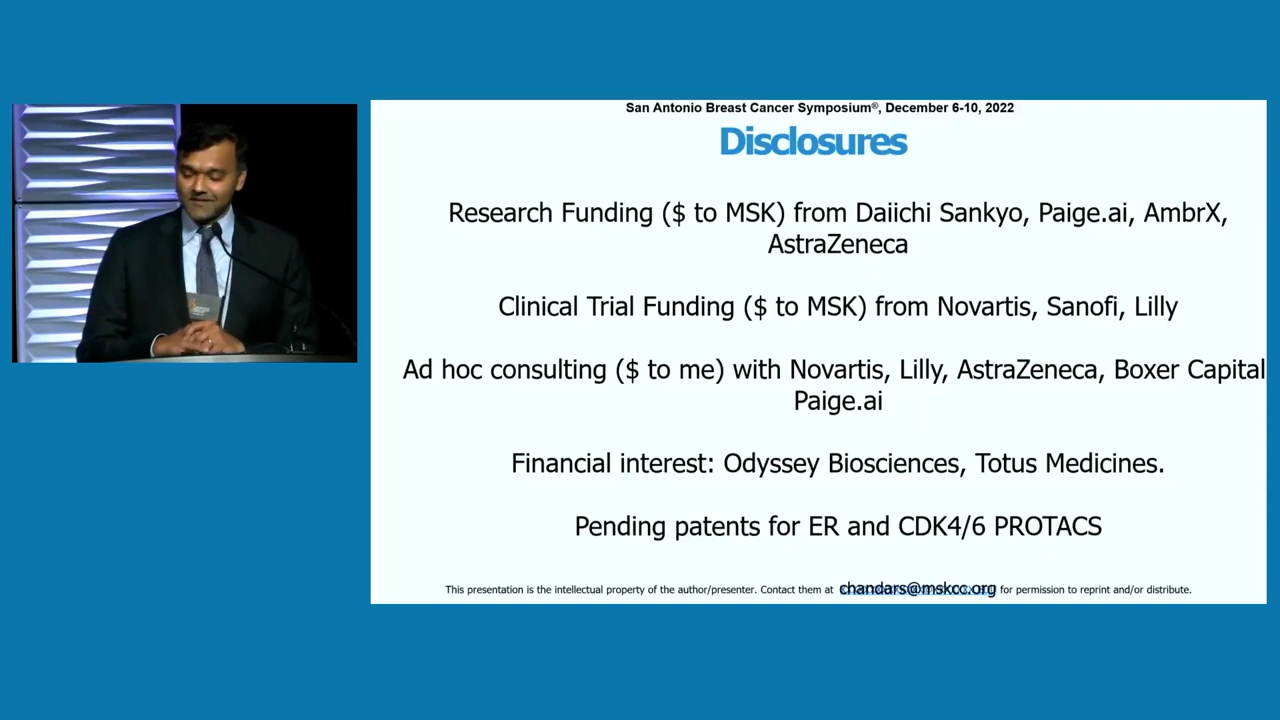 San Antonio Breast Cancer Symposium®, December 6-10, 2022
Disclosures
Research Funding ($ to MSK) from Daiichi Sankyo, Paige.ai, AmbrX,
AstraZeneca
Clinical Trial Funding ($ to MSK) from Novartis, Sanofi, Lilly
Ad hoc consulting ($ to me) with Novartis, Lilly, AstraZeneca, Boxer Capital
Paige.ai
Financial interest: Odyssey Biosciences, Totus Medicines.
Pending patents for ER and CDK4/6 PROTACS
This presentation is the intellectual property of the author/presenter. Contact them at chandars@mskcc.org for permission to reprint and/or distribute.